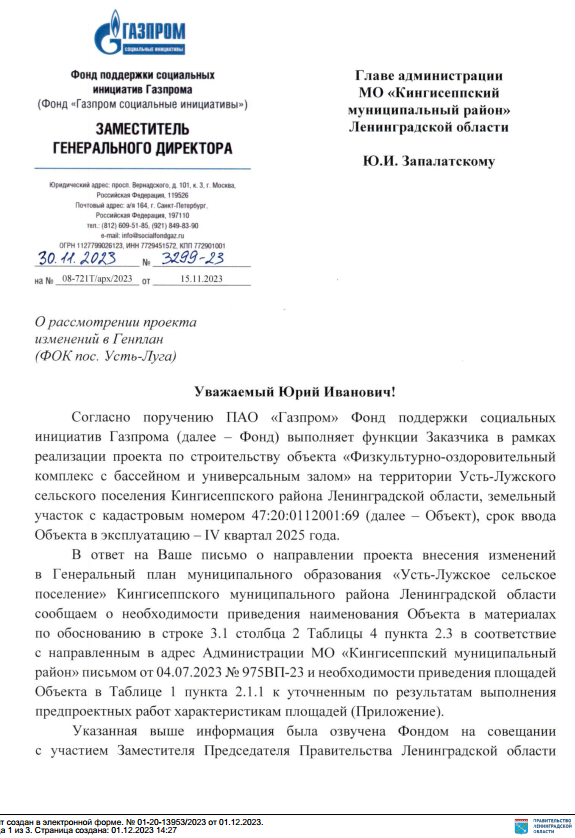 ГАЗПРОМ
СОЦИАЛЬНЫЕ ИНИЦИАТИВЫ
Фонд поддержки социальных
инициатив Газпрома
(Фонд «Газпром социальные инициативы»)
ЗАМЕСТИТЕЛЬ
ГЕНЕРАЛЬНОГО ДИРЕКТОРА
Юридический адрес: просп. Вернадского, д. 101, к. 3, г. Москва,
Российская Федерация, 119526
Почтовый адрес: а/я 164, г. Санкт-Петербург,
Российская Федерация, 197110
тел.: (812) 609-51-85, (921) 849-83-90
e-mail: info@socialfondgaz.ru
ОГРН 1127799026123, ИНН 7729451572, КПП 772901001
30.11.2023 № 3299-23
на № 08-721Т/арх/2023 от 15.11.2023
Главе администрации
МО «Кингисеппский
муниципальный район»
Ленинградской области
Ю.И. Запалатскому
О рассмотрении проекта
изменений в Генплан
(ФОК пос. Усть-Луга)
Уважаемый Юрий Иванович!
Согласно поручению ПАО «Газпром» Фонд поддержки социальных
инициатив Газпрома (далее – Фонд) выполняет функции Заказчика в рамках
реализации проекта по строительству объекта «Физкультурно-оздоровительный
комплекс с бассейном и универсальным залом» на территории Усть-Лужского
сельского поселения Кингисеппского района Ленинградской области, земельный
участок с кадастровым номером 47:20:0112001:69 (далее – Объект), срок ввода
Объекта в эксплуатацию – IV квартал 2025 года.
В ответ на Ваше письмо о направлении проекта внесения изменений
в Генеральный план муниципального образования «Усть-Лужское сельское
поселение» Кингисеппского муниципального района Ленинградской области
сообщаем о необходимости приведения наименования Объекта в материалах
по обоснованию в строке 3.1 столбца 2 Таблицы 4 пункта 2.3 в соответствие
с направленным в адрес Администрации МО «Кингисеппский муниципальный
район» письмом от 04.07.2023 № 975ВП-23 и необходимости приведения площадей
Объекта в Таблице 1 пункта 2.1.1 к уточненным по результатам выполнения
предпроектных работ характеристикам площадей (Приложение).
Указанная выше информация была озвучена Фондом на совещании
с участием Заместителя Председателя Правительства Ленинградской области
т создан в электронной форме. № 01-20-13953/2023 от 01.12.2023.
а 1 из 3. Страница создана: 01.12.2023 14:27
ПРАВИТЕЛЬСТВО
ЛЕНИНГРАДСКОЙ
ОБЛАСТИ